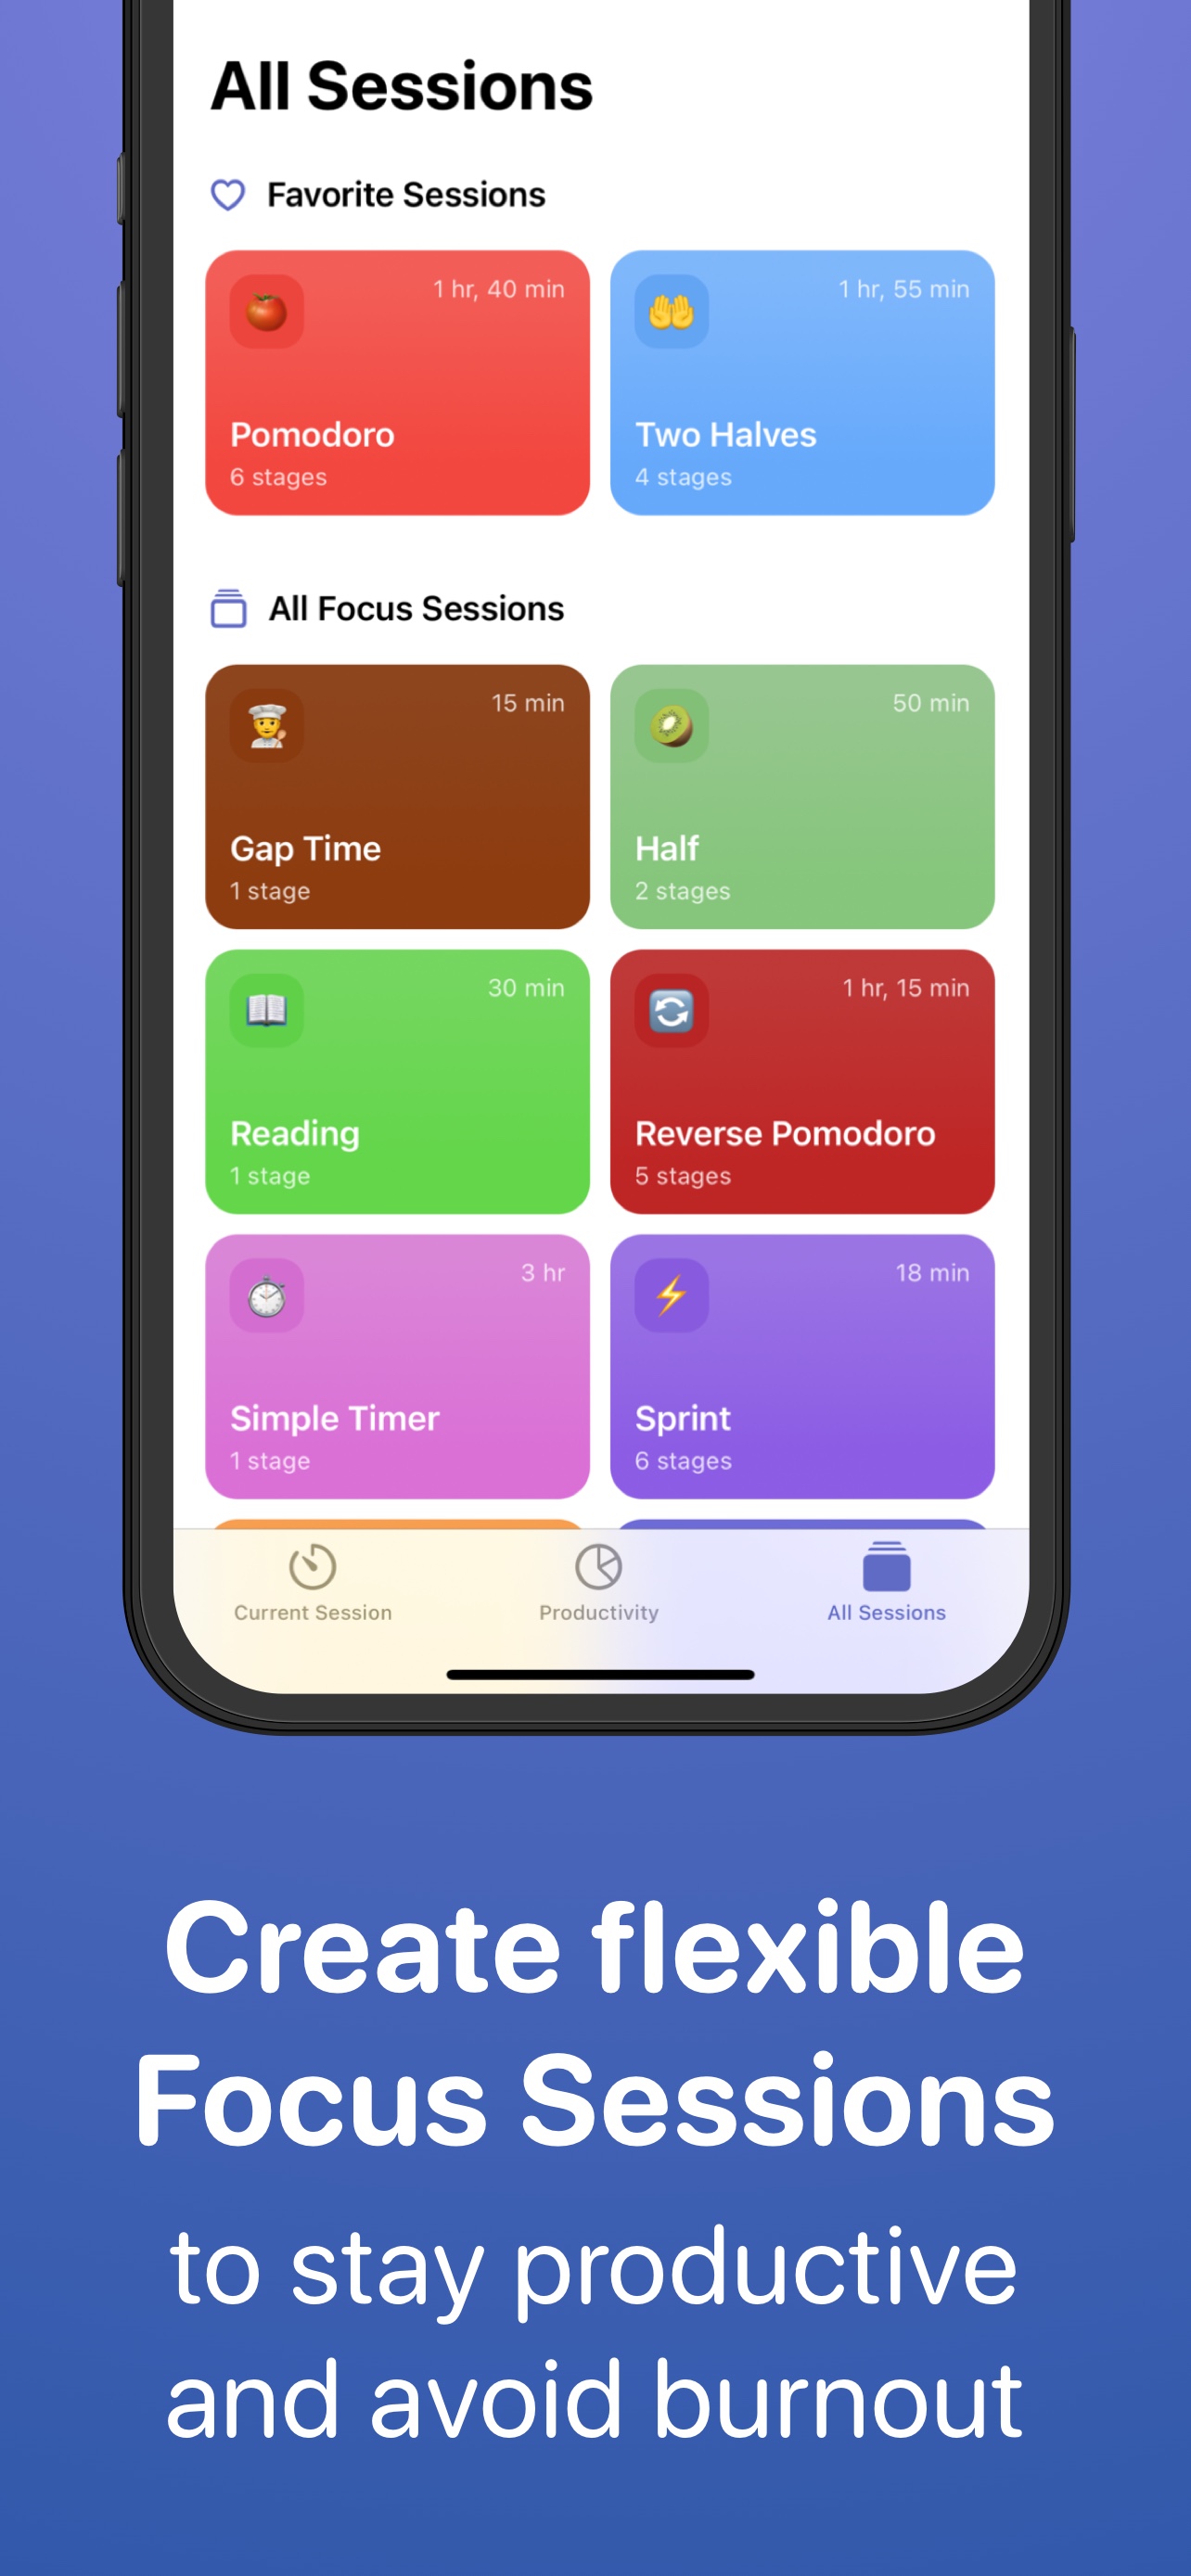 All Sessions
Favorite Sessions
1 hr, 40 min
Pomodoro
6 stages
1 hr, 55 min
Two Halves
4 stages
All Focus Sessions
15 min
Gap Time
1 stage
50 min
Half
2 stages
30 min
Reading
1 stage
1 hr, 15 min
Reverse Pomodoro
5 stages
3 hr
Simple Timer
1 stage
18 min
Sprint
6 stages
Current Session
Productivity
All Sessions
Create flexible
Focus Sessions
to stay productive
and avoid burnout